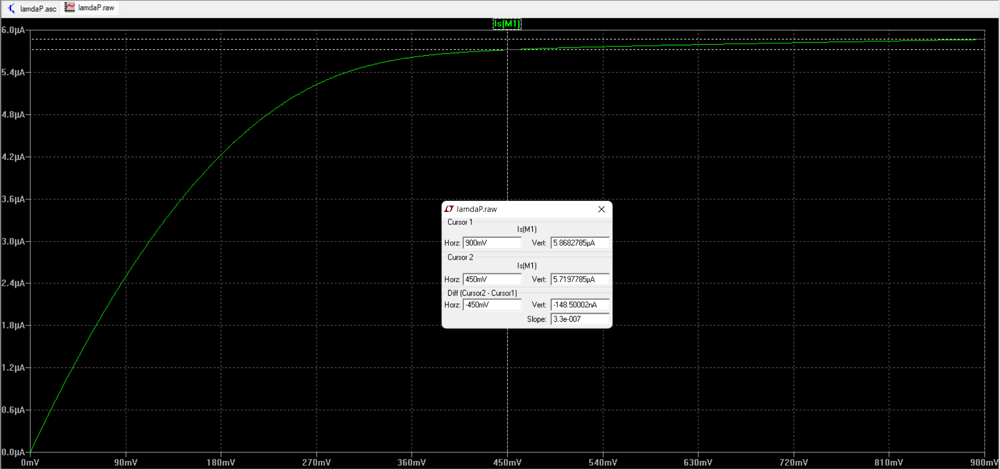 lamdaP.asc lamdaP.raw
Is(M1)
6.0µA
5.4µA
4.8µA
4.2µA
3.6µA
3.0µA
2.4µA
1.8µA
1.2µA
0.6µA
0.0µA
0mV 90mV 180mV 270mV 360mV 450mV 540mV 630mV 720mV 810mV 900mV
lamdaP.raw
Cursor 1
Is(M1)
Horz: 900mV Vert: 5.8682785µA
Cursor 2
Is(M1)
Horz: 450mV Vert: 5.7197785µA
Diff (Cursor2 - Cursor1)
Horz: -450mV Vert: -148.50002nA
Slope: 3.3e-007